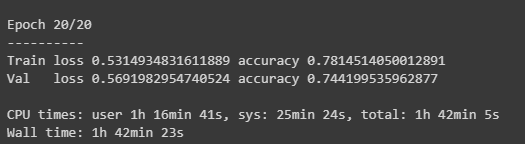 Epoch 20/20
----------
Train loss 0.5314934831611889 accuracy 0.7814514050012891
Val   loss 0.5691982954740524 accuracy 0.744199535962877
CPU times: user 1h 16min 41s, sys: 25min 24s, total: 1h 42min 5s
Wall time: 1h 42min 23s